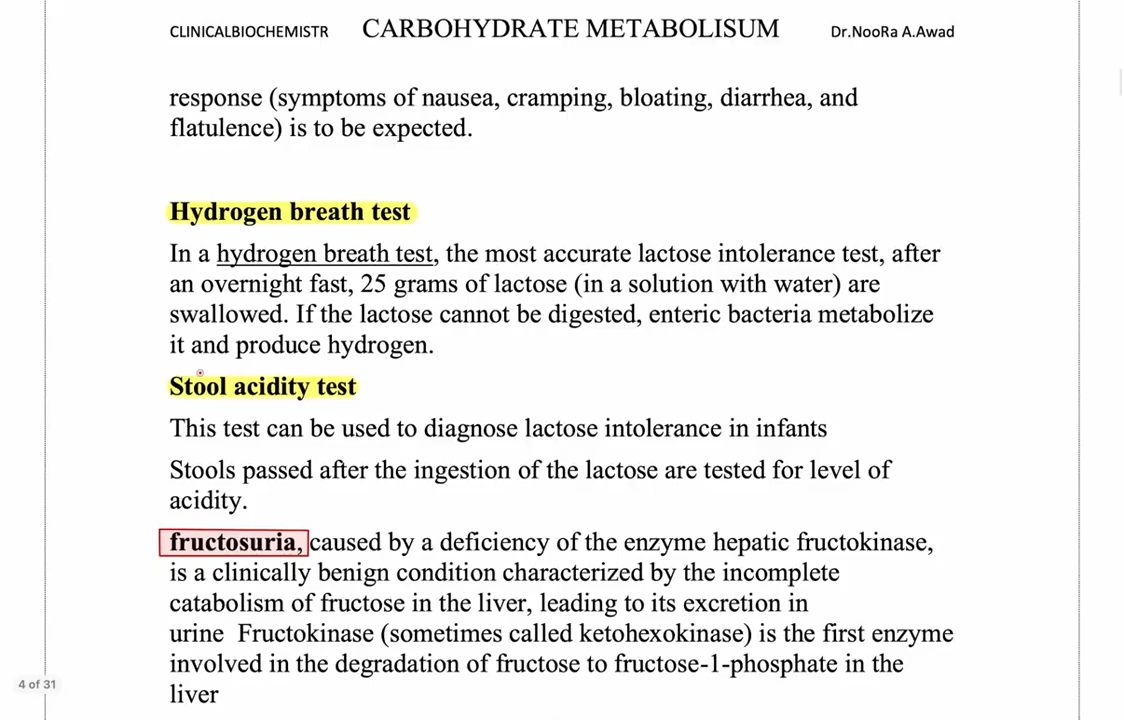 CLINICALBIOCHEMISTR CARBOHYDRATE METABOLISUM Dr.NooRa A.Awad
response (symptoms of nausea, cramping, bloating, diarrhea, and
flatulence) is to be expected.
Hydrogen breath test
In a hydrogen breath test, the most accurate lactose intolerance test, after
an overnight fast, 25 grams of lactose (in a solution with water) are
swallowed. If the lactose cannot be digested, enteric bacteria metabolize
it and produce hydrogen.
Stool acidity test
This test can be used to diagnose lactose intolerance in infants
Stools passed after the ingestion of the lactose are tested for level of
acidity.
fructosuria, caused by a deficiency of the enzyme hepatic fructokinase,
is a clinically benign condition characterized by the incomplete
catabolism of fructose in the liver, leading to its excretion in
urine Fructokinase (sometimes called ketohexokinase) is the first enzyme
involved in the degradation of fructose to fructose-1-phosphate in the
liver
4 of 31